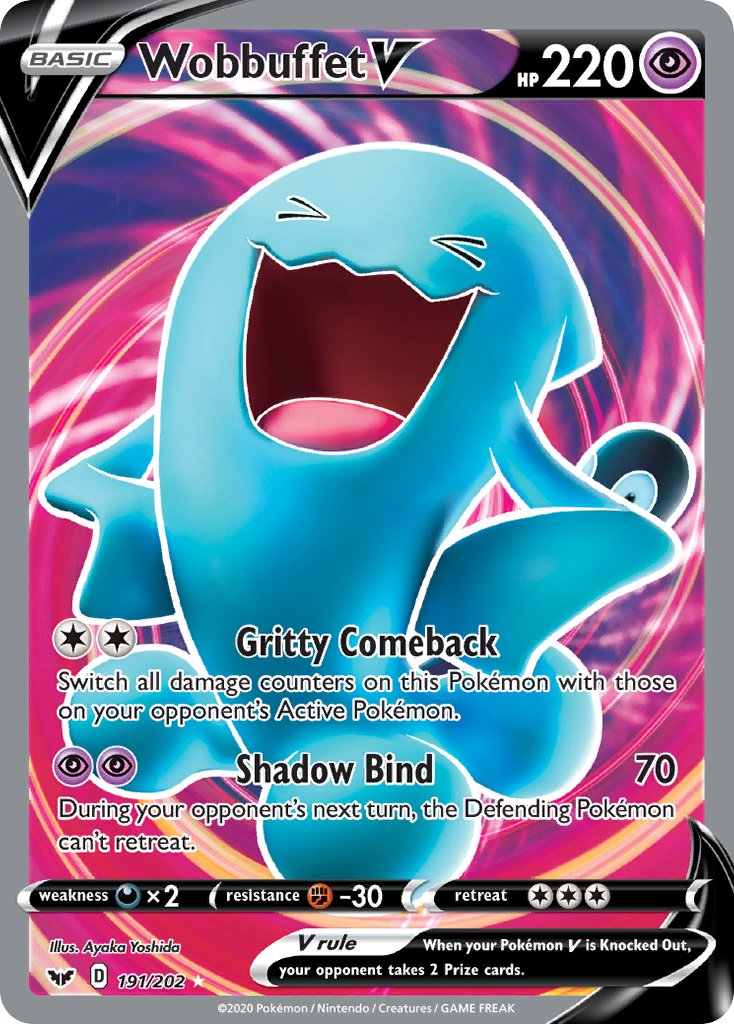 BASIC Wobbuffet V HP 220
Gritty Comeback
Switch all damage counters on this Pokémon with those
on your opponent's Active Pokémon.
Shadow Bind 70
During your opponent's next turn, the Defending Pokémon
can't retreat.
weakness ×2 resistance -30 retreat
Illus. Ayaka Yoshida
V rule When your Pokémon V is Knocked Out,
your opponent takes 2 Prize cards.
D 191/202
©2020 Pokémon / Nintendo / Creatures / GAME FREAK